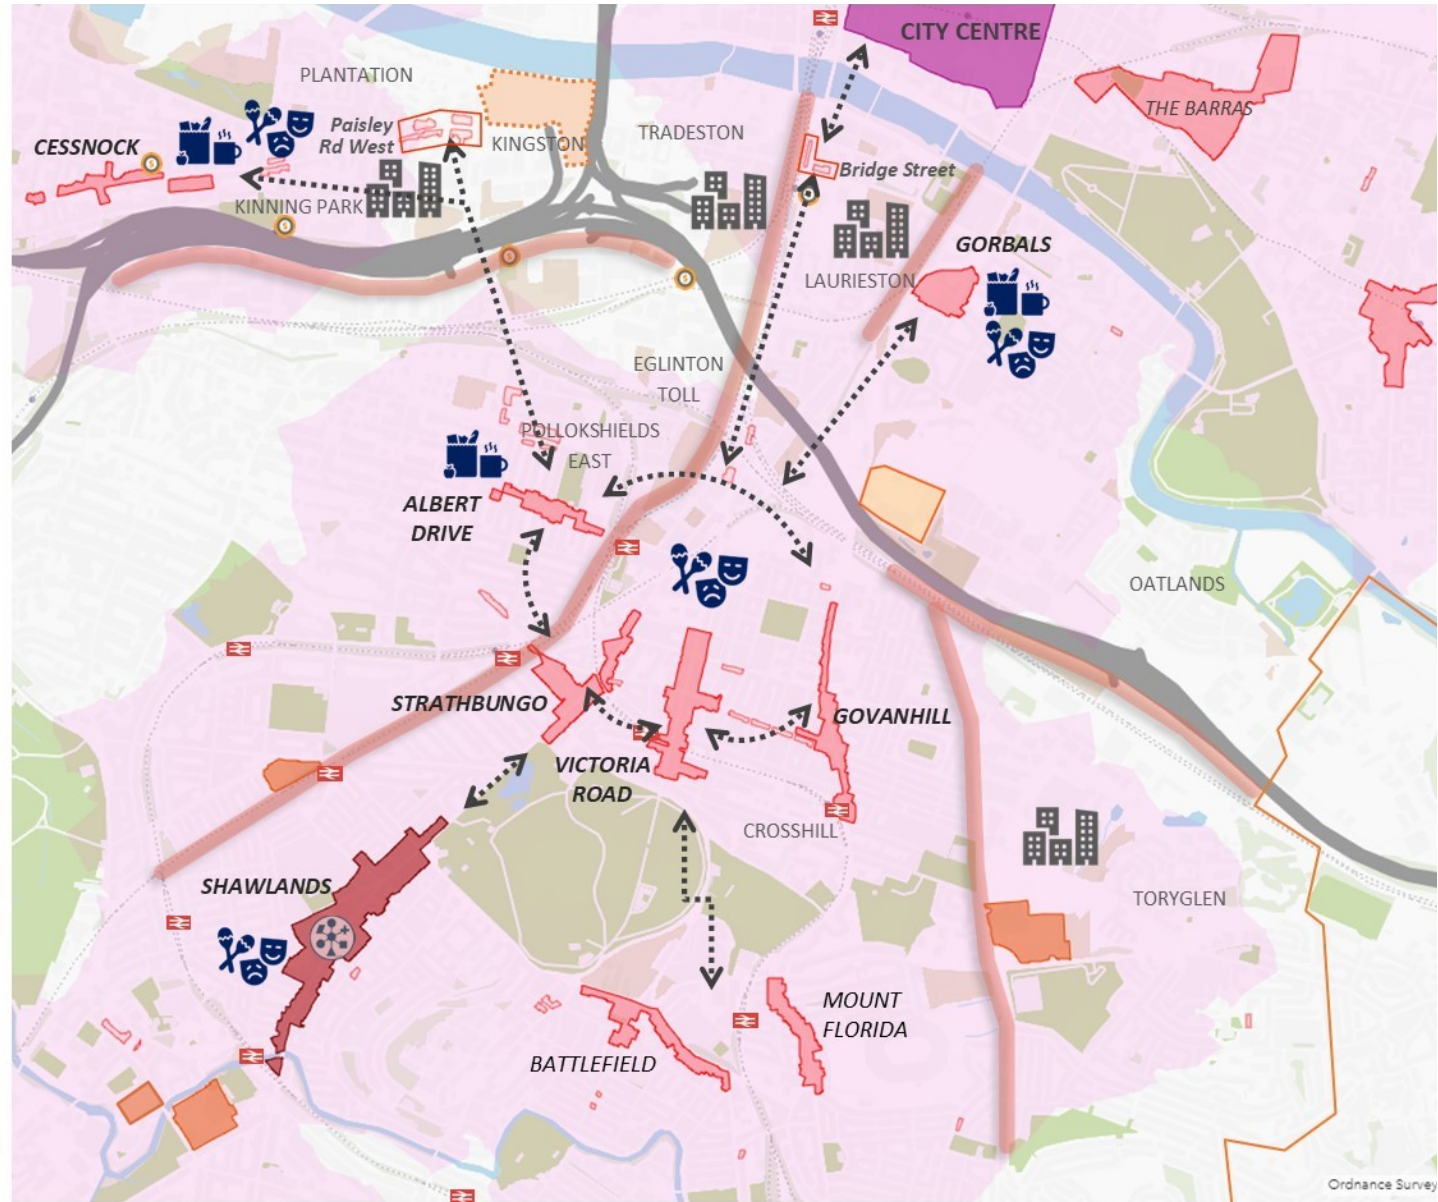 CITY CENTRE
PLANTATION
THE BARRAS
Paisley
Rd West
TRADESTON
KINGSTON
CESSNOCK
Bridge Street
KINNING PARK
GORBALS
LAURIESTON
EGLINTON
TOLL
POLLOKSHIELDS
EAST
ALBERT
DRIVE
OATLANDS
STRATHBUNGO
GOVANHILL
VICTORIA
ROAD
CROSSHILL
SHAWLANDS
TORYGLEN
MOUNT
FLORIDA
BATTLEFIELD
Ordnance Survey